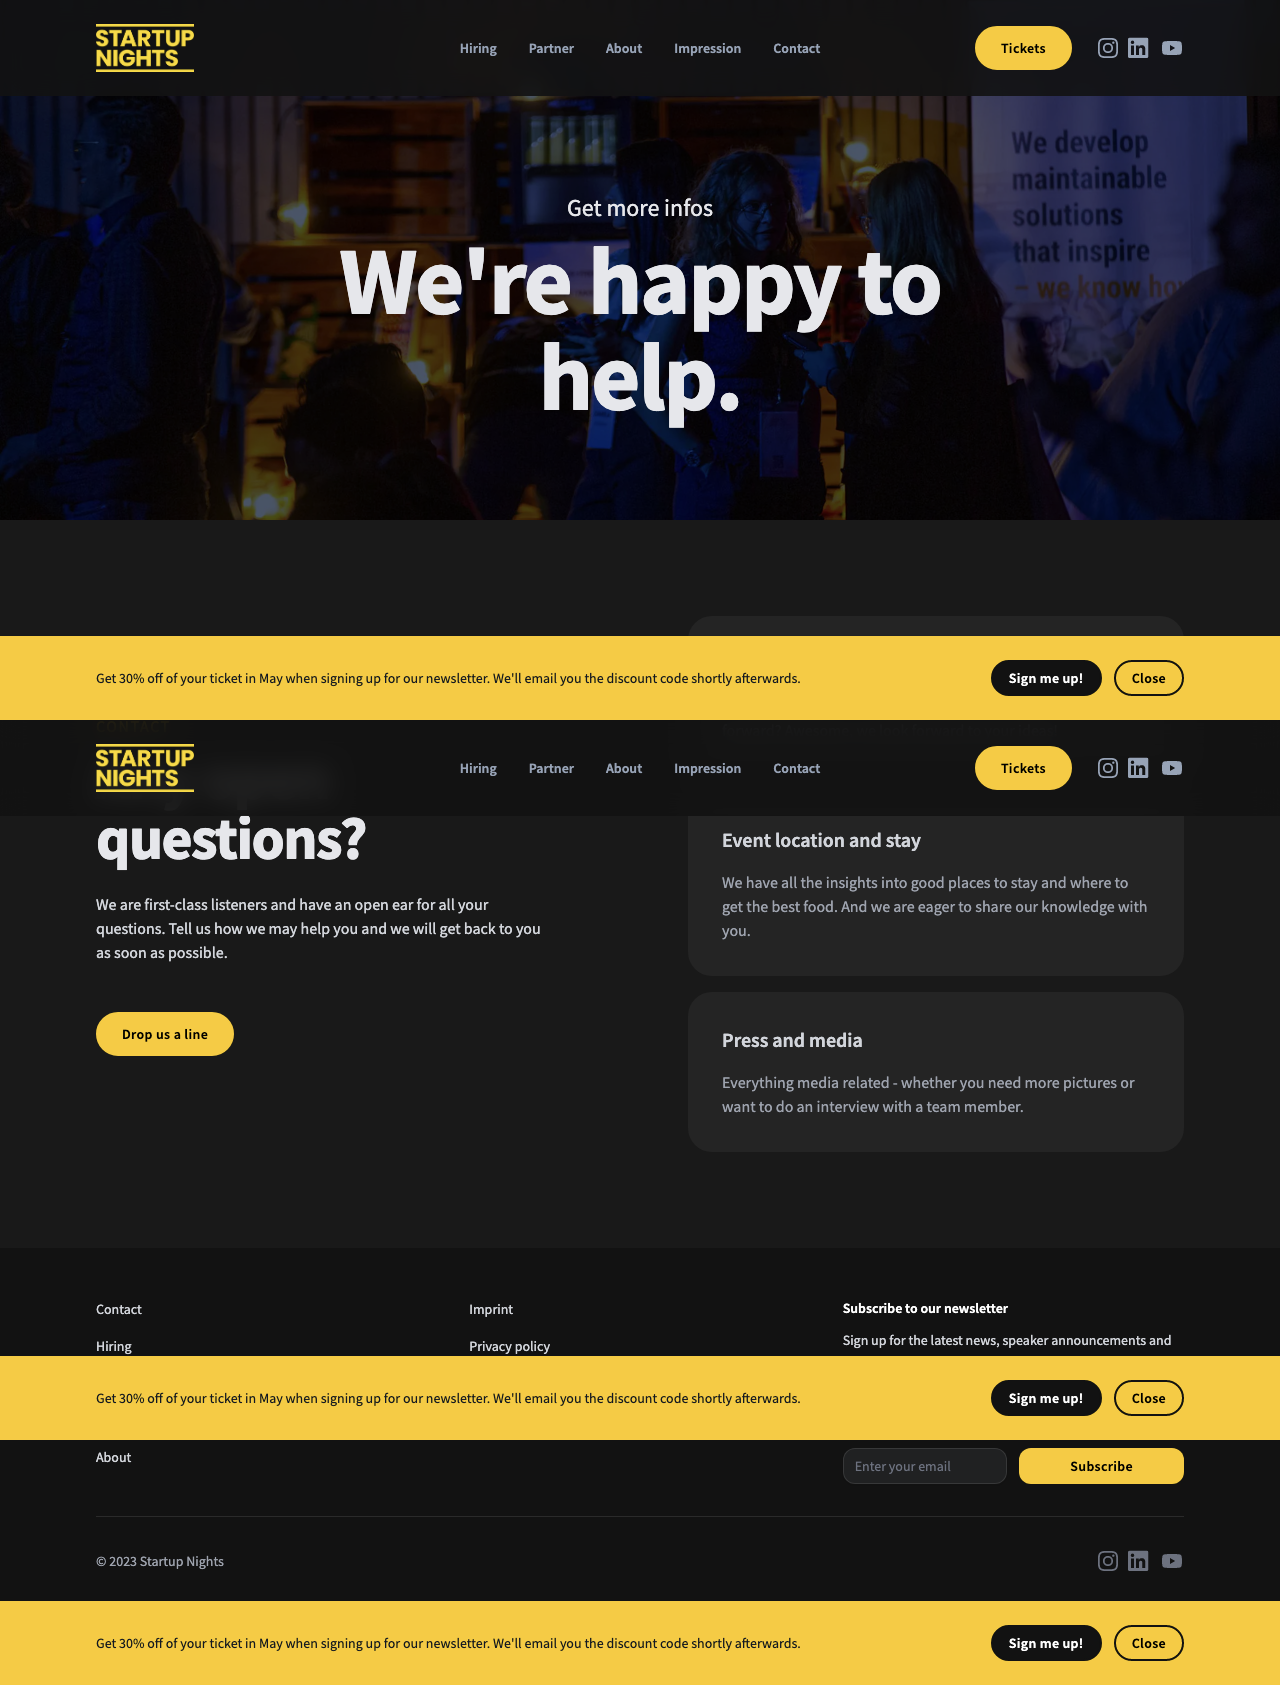 STARTUP
NIGHTS
Hiring Partner About Impression Contact
Tickets
We develop
maintainable
solutions
that inspire
– we know how
Get more infos
We're happy to
help.
Get 30% off of your ticket in May when signing up for our newsletter. We'll email you the discount code shortly afterwards.
Sign me up! Close
STARTUP
NIGHTS
Hiring Partner About Impression Contact
Tickets
questions?
We are first-class listeners and have an open ear for all your
questions. Tell us how we may help you and we will get back to you
as soon as possible.
Drop us a line
Event location and stay
We have all the insights into good places to stay and where to
get the best food. And we are eager to share our knowledge with
you.
Press and media
Everything media related - whether you need more pictures or
want to do an interview with a team member.
Contact
Hiring
Imprint
Privacy policy
Subscribe to our newsletter
Sign up for the latest news, speaker announcements and
Get 30% off of your ticket in May when signing up for our newsletter. We'll email you the discount code shortly afterwards.
Sign me up! Close
About
Enter your email
Subscribe
© 2023 Startup Nights
Get 30% off of your ticket in May when signing up for our newsletter. We'll email you the discount code shortly afterwards.
Sign me up! Close